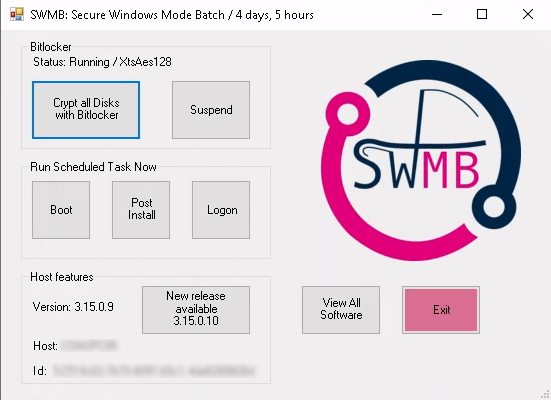 SWMB: Secure Windows Mode Batch / 4 days, 5 hours
Bitlocker
Status: Running / XtsAes128
Crypt all Disks
with Bitlocker
Suspend
Run Scheduled Task Now
Boot
Post
Install
Logon
SWMB
Host features
Version: 3.15.0.9
New release
available
3.15.0.10
Host:
Id:
View All
Software
Exit